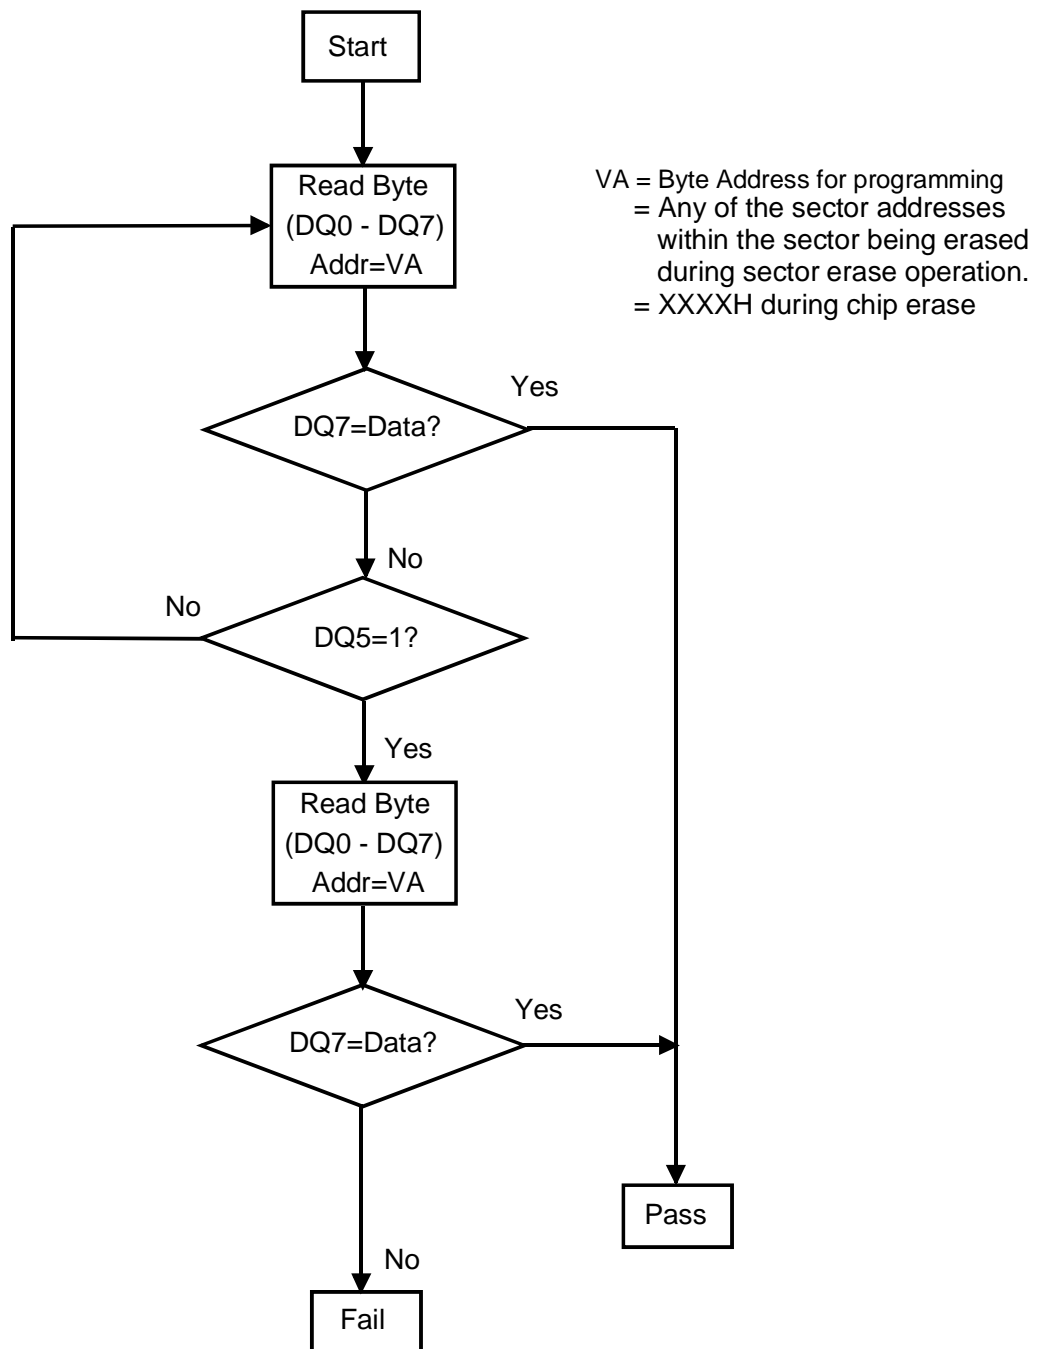 Start
Read Byte
(DQ0 - DQ7)
Addr=VA
VA = Byte Address for programming
= Any of the sector addresses
within the sector being erased
during sector erase operation.
= XXXXH during chip erase
Yes
DQ7=Data?
No
No
DQ5=1?
Yes
Read Byte
(DQ0 - DQ7)
Addr=VA
Yes
DQ7=Data?
Pass
No
Fail